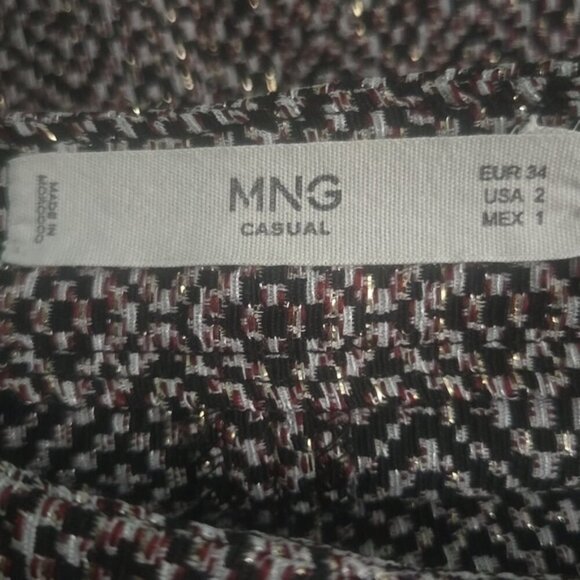 MADE IN
MOROCCO
MNG
CASUAL
EUR 34
USA 2
MEX 1